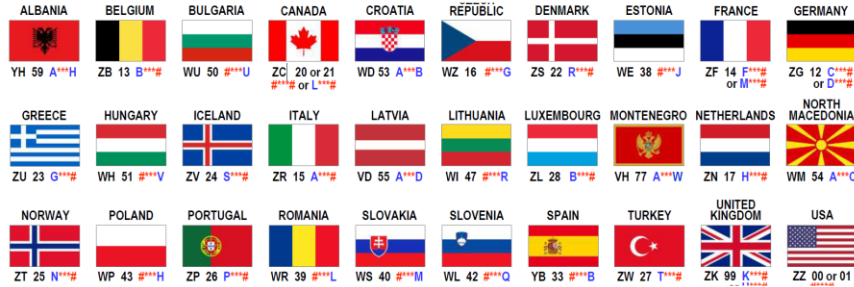 ALBANIA BELGIUM BULGARIA CANADA CROATIA REPUBLIC DENMARK ESTONIA FRANCE GERMANY
YH 59 A***H ZB 13 B***# WU 50 #***U ZC 20 or 21 WD 53 A***B WZ 16 #***G ZS 22 R***# WE 38 #***J ZF 14 F***# ZG 12 C***#
#***# or L***# or M***# or D***#
NORTH
GREECE HUNGARY ICELAND ITALY LATVIA LITHUANIA LUXEMBOURG MONTENEGRO NETHERLANDS MACEDONIA
ZU 23 G***# WH 51 #***V ZV 24 S***# ZR 15 A***# VD 55 A***D WI 47 #***R ZL 28 B***# VH 77 A***W ZN 17 H***# WM 54 A***C
UNITED
NORWAY POLAND PORTUGAL ROMANIA SLOVAKIA SLOVENIA SPAIN TURKEY KINGDOM USA
ZT 25 N***# WP 43 #***H ZP 26 P***# WR 39 #***L WS 40 #***M WL 42 #***Q YB 33 #***B ZW 27 T***# ZK 99 K***# ZZ 00 or 01